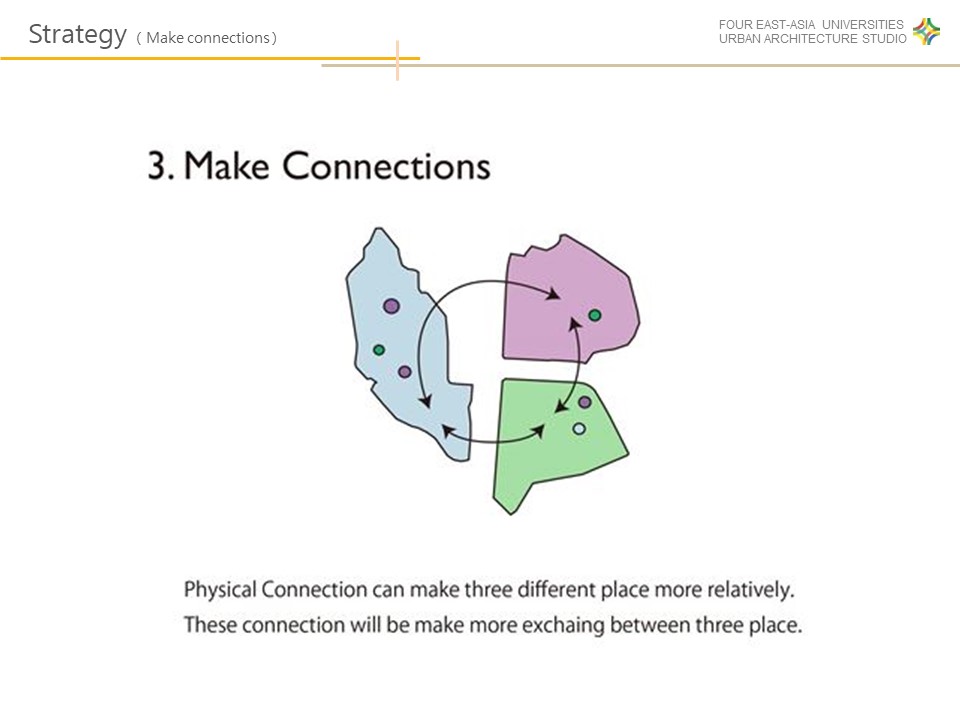 Strategy ( Make connections )
FOUR EAST-ASIA UNIVERSITIES
URBAN ARCHITECTURE STUDIO
3. Make Connections
Physical Connection can make three different place more relatively.
These connection will be make more exchaing between three place.